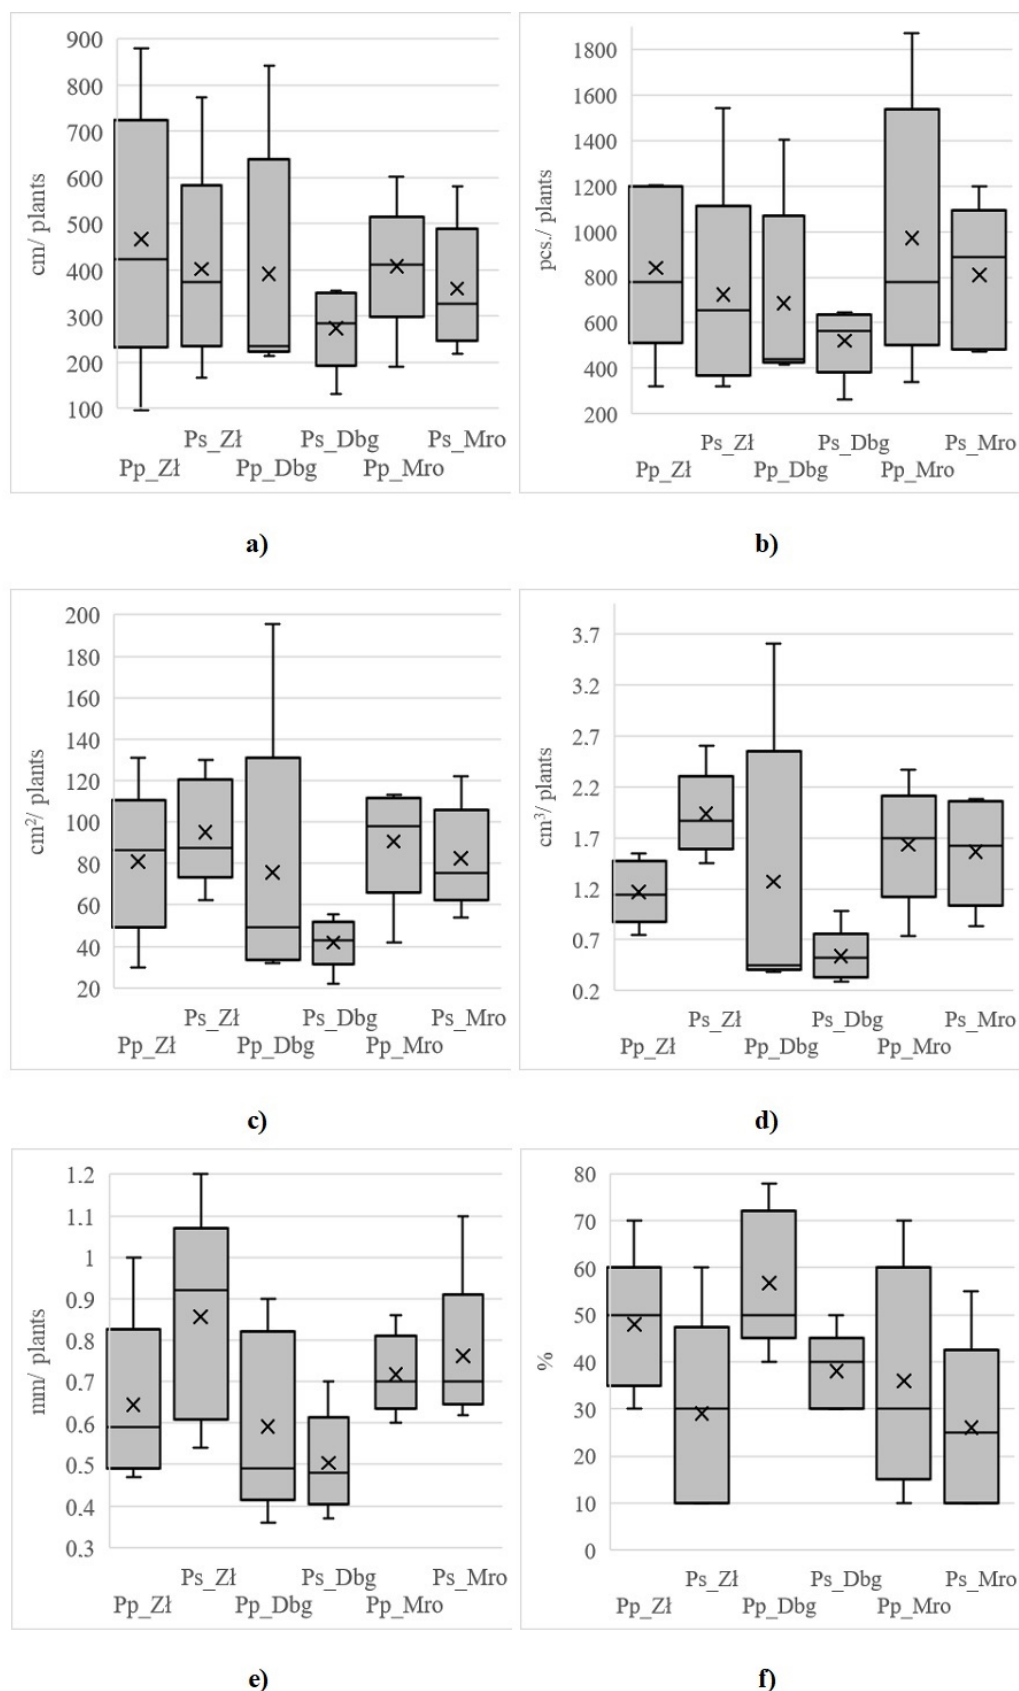 900
800
700
600
500
400
300
200
100
cm/ plants
Ps_Zł Ps_Dbg Ps_Mro
Pp_Zł Pp_Dbg Pp_Mro
a)
1800
1600
1400
1200
1000
800
600
400
200
pcs./ plants
Ps_Zł Ps_Dbg Ps_Mro
Pp_Zł Pp_Dbg Pp_Mro
b)
200
180
160
140
120
100
80
60
40
20
cm²/ plants
Ps_Zł Ps_Dbg Ps_Mro
Pp_Zł Pp_Dbg Pp_Mro
c)
3.7
3.2
2.7
2.2
1.7
1.2
0.7
0.2
cm³/ plants
Ps_Zł Ps_Dbg Ps_Mro
Pp_Zł Pp_Dbg Pp_Mro
d)
1.2
1.1
1
0.9
0.8
0.7
0.6
0.5
0.4
0.3
mm/ plants
Ps_Zł Ps_Dbg Ps_Mro
Pp_Zł Pp_Dbg Pp_Mro
e)
80
70
60
50
40
30
20
10
0
%
Ps_Zł Ps_Dbg Ps_Mro
Pp_Zł Pp_Dbg Pp_Mro
f)